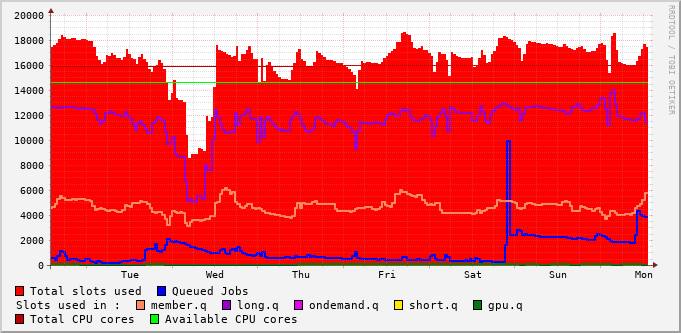 20000
18000
16000
14000
12000
10000
8000
6000
4000
2000
0
Tue Wed Thu Fri Sat Sun Mon
RRDTOOL / TOBI OETIKER
Total slots used Queued Jobs
Slots used in : member.q long.q ondemand.q short.q gpu.q
Total CPU cores Available CPU cores